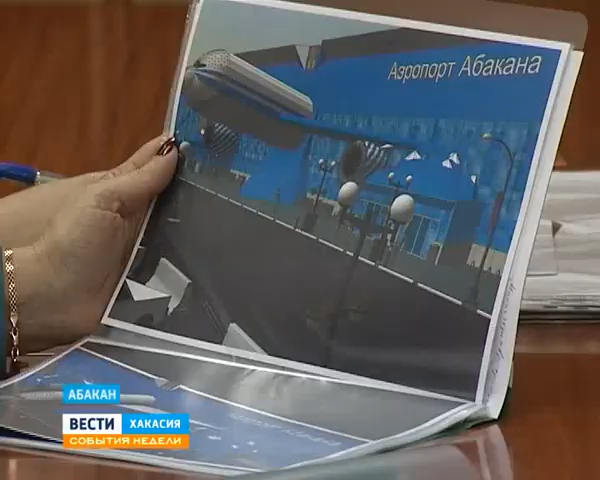 Аэропорт Абакана
АБАКАН
ВЕСТИ ХАКАСИЯ
СОБЫТИЯ НЕДЕЛИ